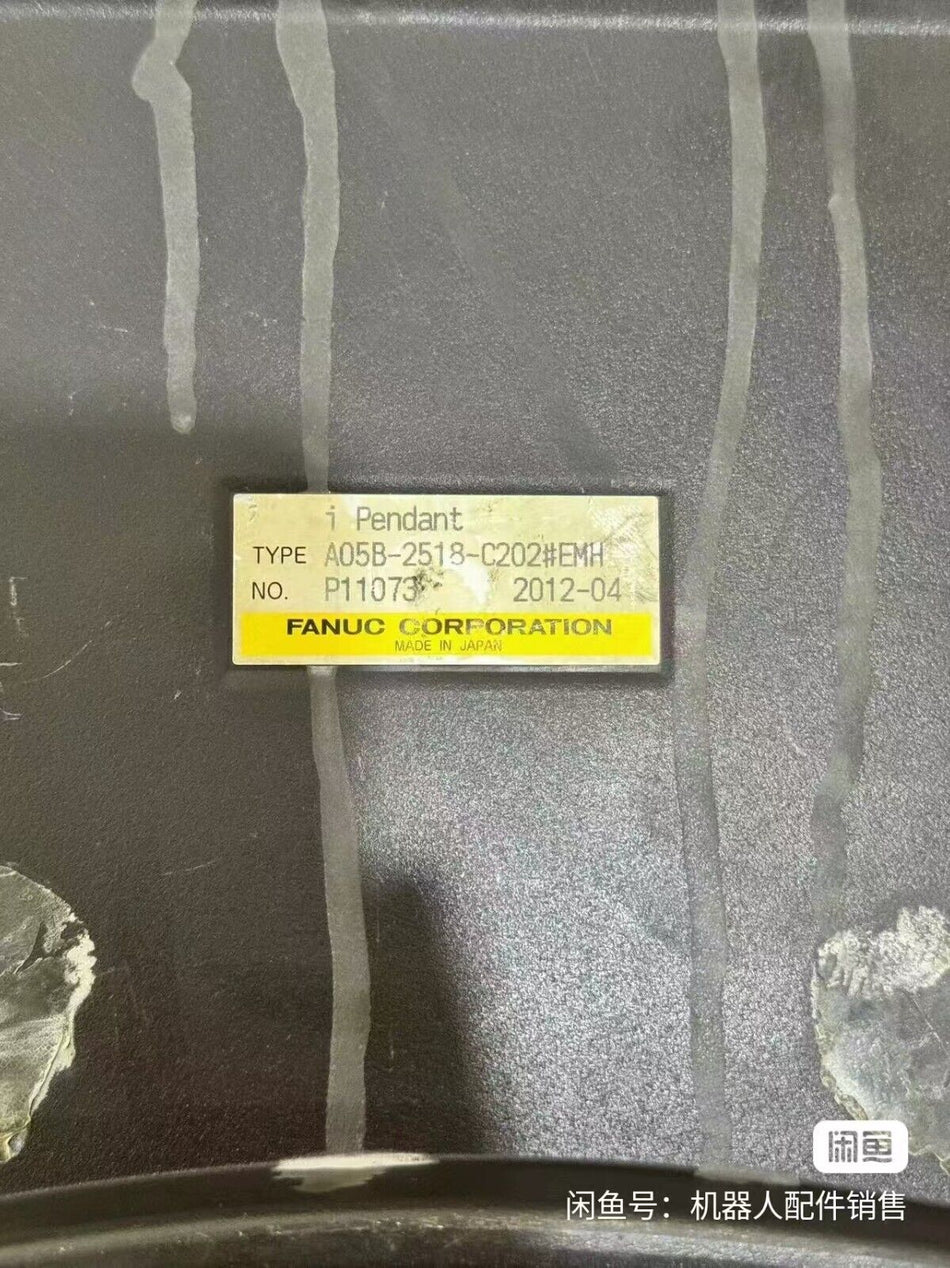 i Pendant
TYPE A05B-2518-C202#EMH
NO. P11073 2012-04
FANUC CORPORATION
MADE IN JAPAN
闲鱼
闲鱼号：机器人配件销售